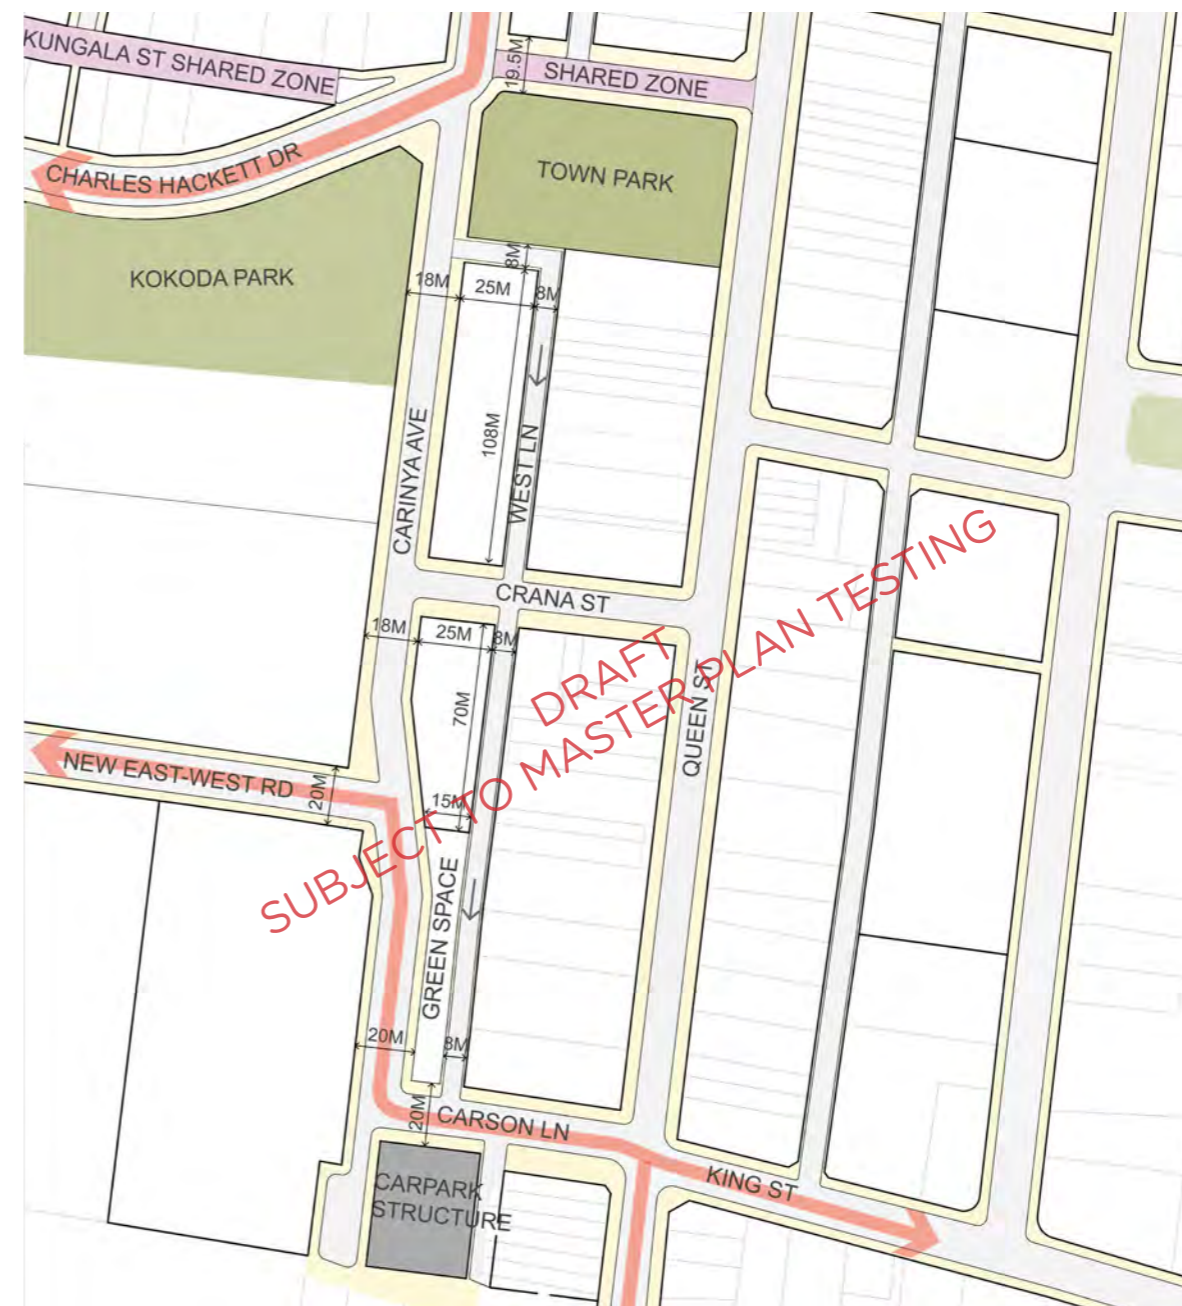 KUNGALA ST SHARED ZONE
19.5M
SHARED ZONE
CHARLES HACKETT DR
TOWN PARK
KOKODA PARK
8M
18M
25M
8M
108M
CARINYA AVE
WEST LN
CRANA ST
18M
25M
8M
70M
QUEEN ST
DRAFT
SUBJECT TO MASTER PLAN TESTING
NEW EAST-WEST RD
20M
15M
GREEN SPACE
20M
8M
20M
CARSON LN
KING ST
CARPARK
STRUCTURE